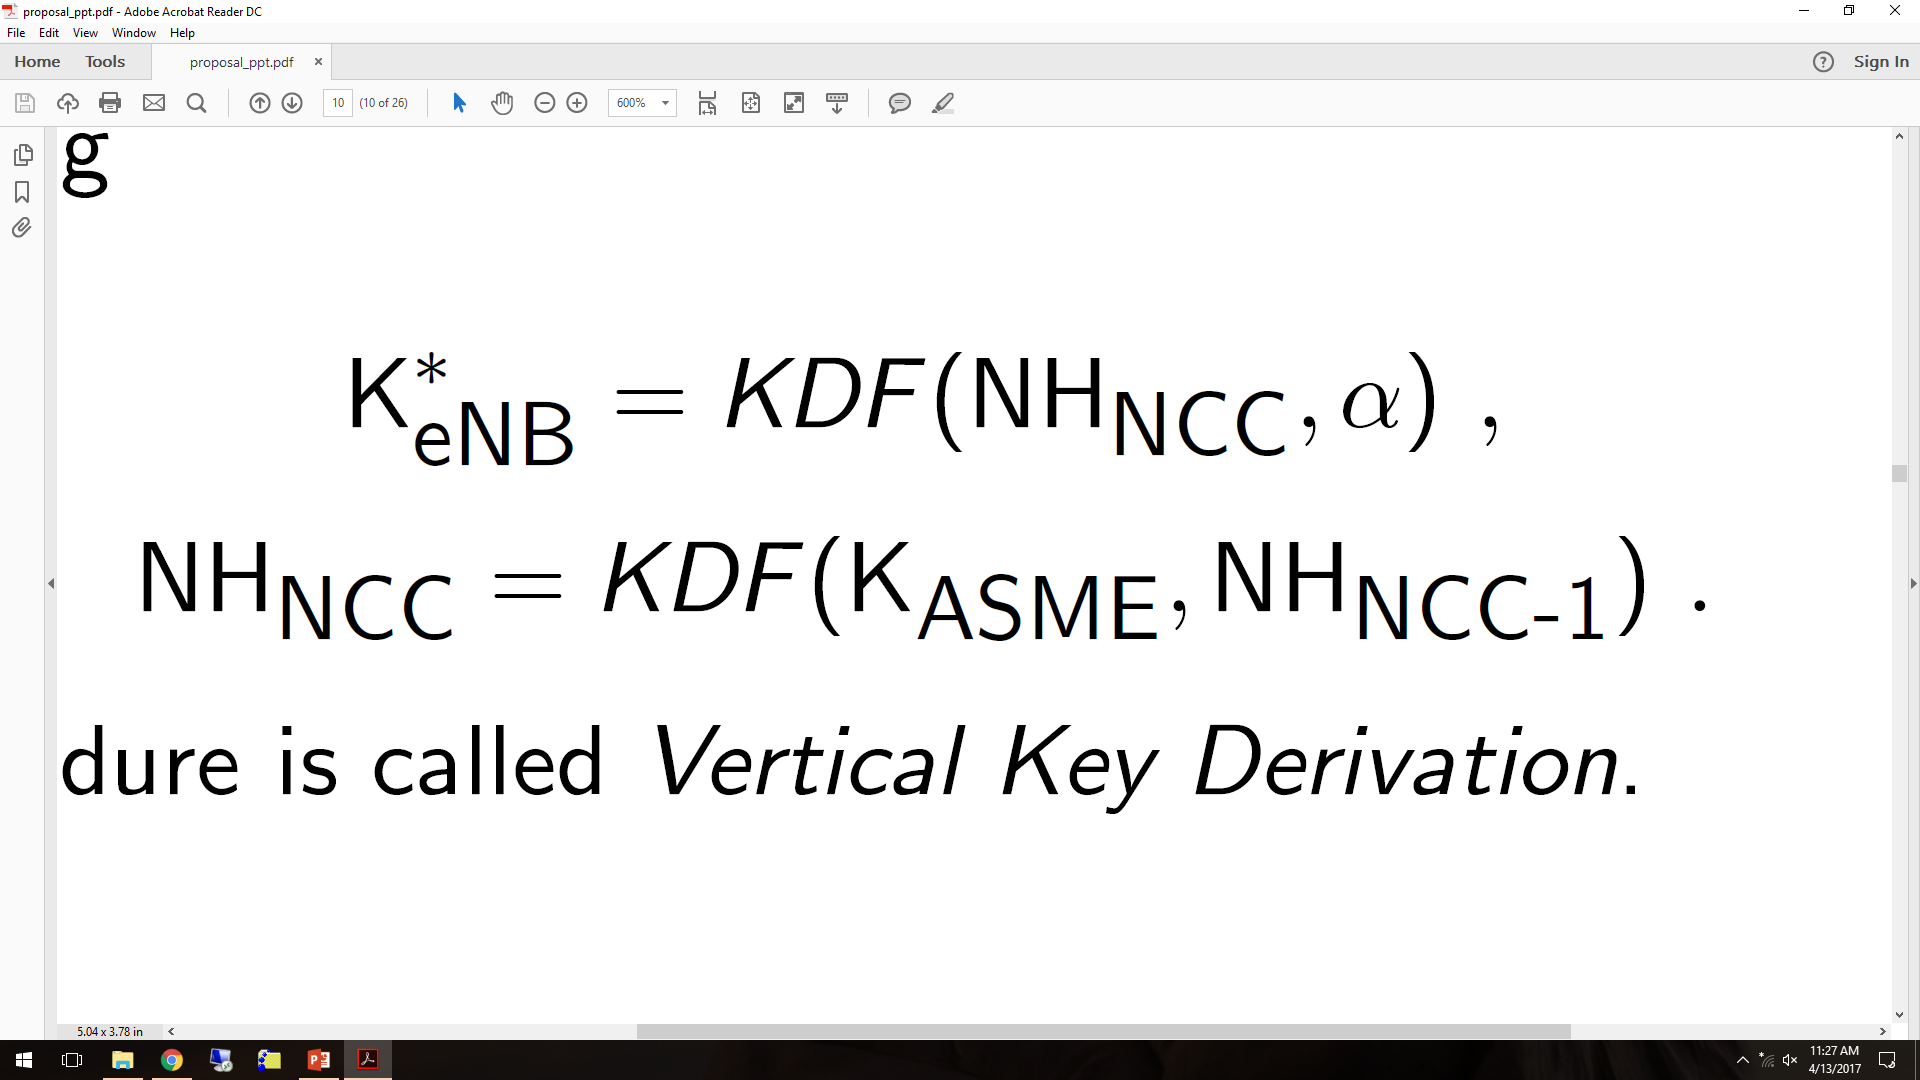 proposal_ppt.pdf - Adobe Acrobat Reader DC
File Edit View Window Help
Home Tools proposal_ppt.pdf × ? Sign In
10 (10 of 26) 600%
g
K*eNB = KDF(NHNCC, α) ,
NHNCC = KDF(KASME, NHNCC-1) .
dure is called Vertical Key Derivation.
5.04 x 3.78 in
11:27 AM
4/13/2017